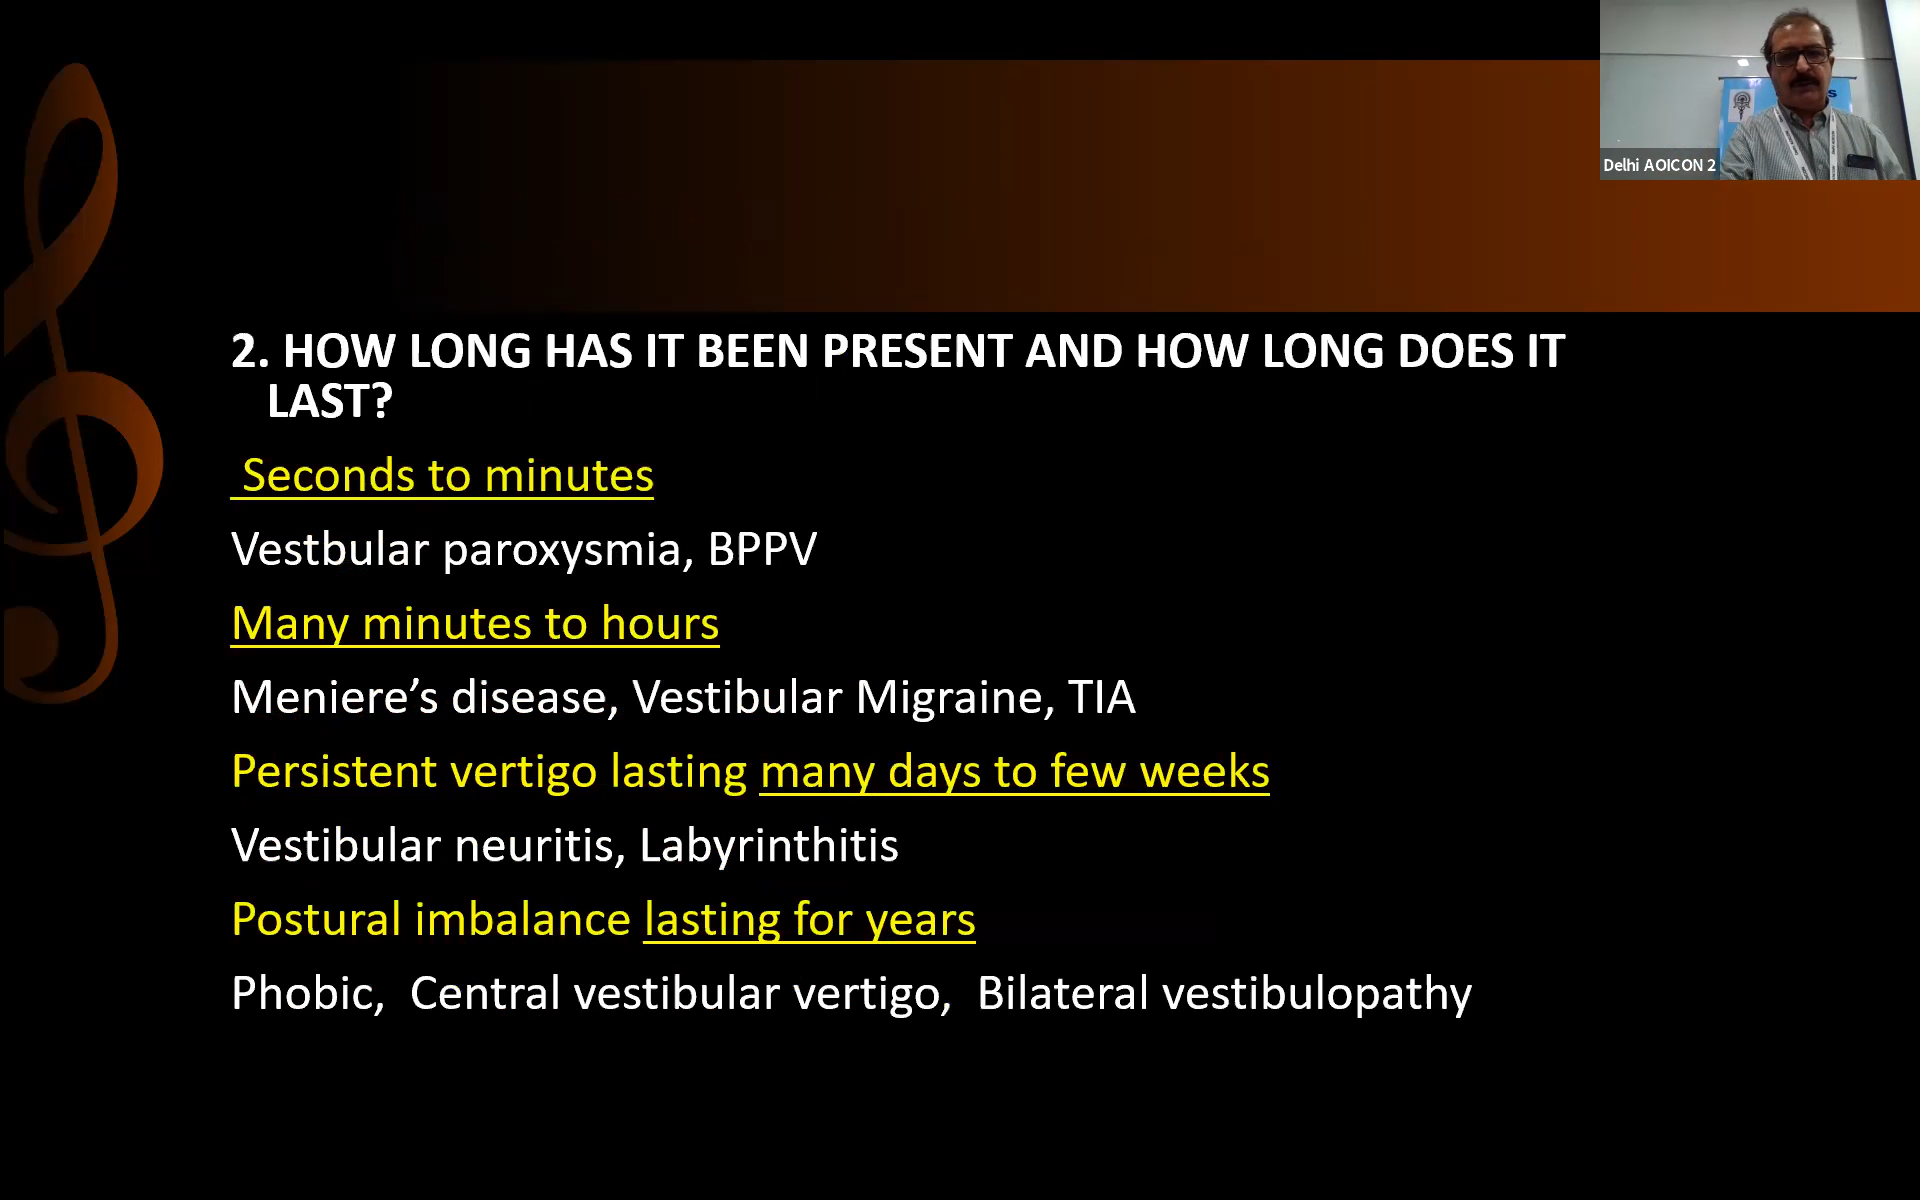 S
Delhi AOICON 2
2. HOW LONG HAS IT BEEN PRESENT AND HOW LONG DOES IT
LAST?
Seconds to minutes
Vestbular paroxysmia, BPPV
Many minutes to hours
Meniere’s disease, Vestibular Migraine, TIA
Persistent vertigo lasting many days to few weeks
Vestibular neuritis, Labyrinthitis
Postural imbalance lasting for years
Phobic,  Central vestibular vertigo,  Bilateral vestibulopathy